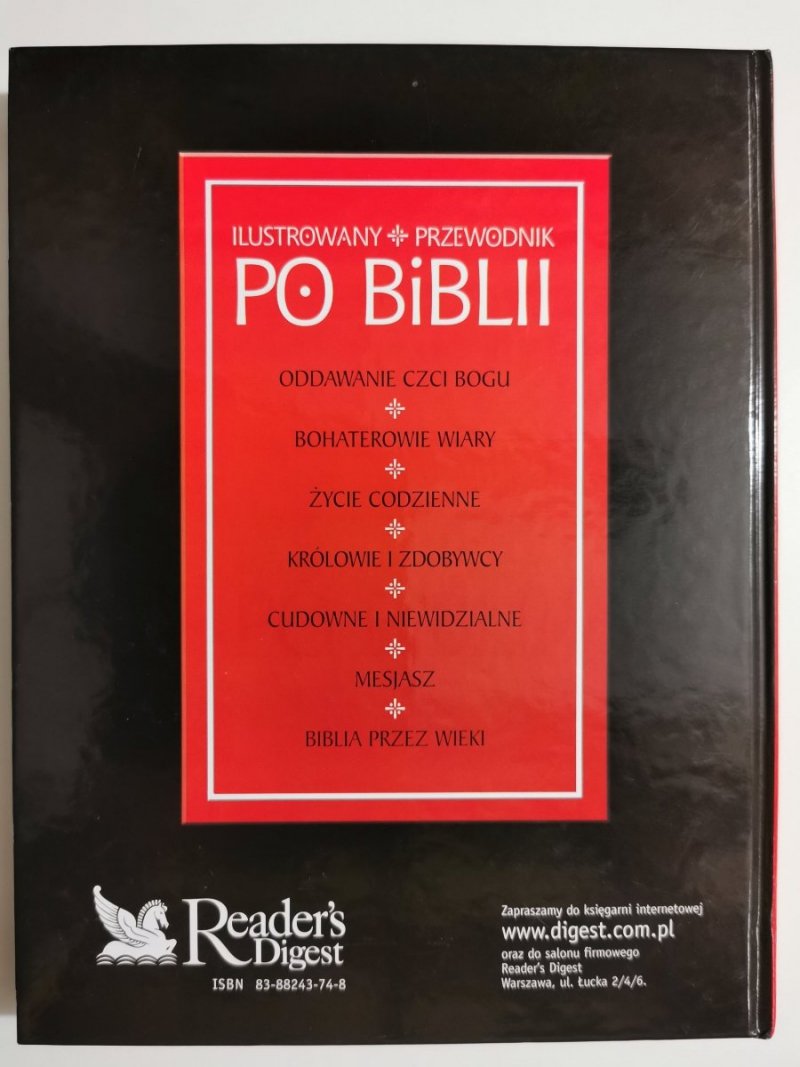 ILUSTROWANY PRZEWODNIK
PO BiBLII
ODDAWANIE CZCI BOGU
BOHATEROWIE WIARY
ŻYCIE CODZIENNE
KRÓLOWIE I ZDOBYWCY
CUDOWNE I NIEWIDZIALNE
MESJASZ
BIBLIA PRZEZ WIEKI
Reader's
Digest
ISBN 83-88243-74-8
Zapraszamy do księgarni internetowej
www.digest.com.pl
oraz do salonu firmowego
Reader's Digest
Warszawa, ul. Łucka 2/4/6.